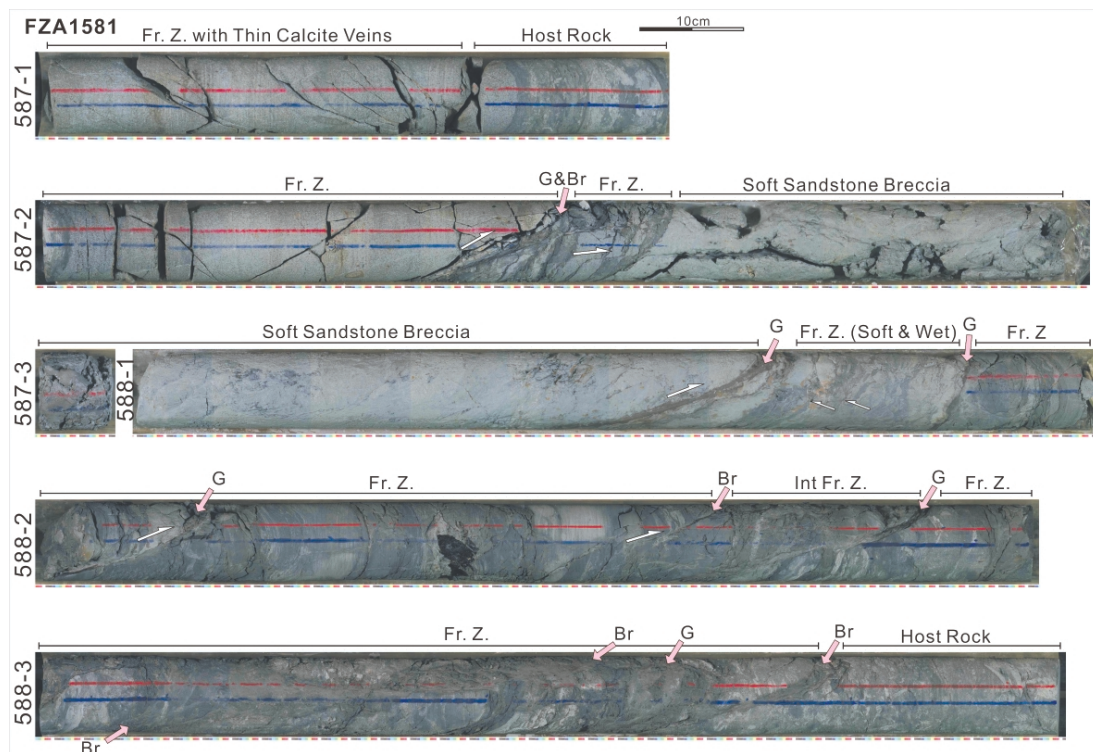 FZA1581
10cm
Fr. Z. with Thin Calcite Veins
Host Rock
587-1
Fr. Z.
G&Br
Fr. Z.
Soft Sandstone Breccia
587-2
Soft Sandstone Breccia
G
Fr. Z. (Soft & Wet)
G
Fr. Z
587-3
588-1
G
Fr. Z.
Br
Int Fr. Z.
G
Fr. Z.
588-2
Fr. Z.
Br
G
Br
Host Rock
588-3
Br